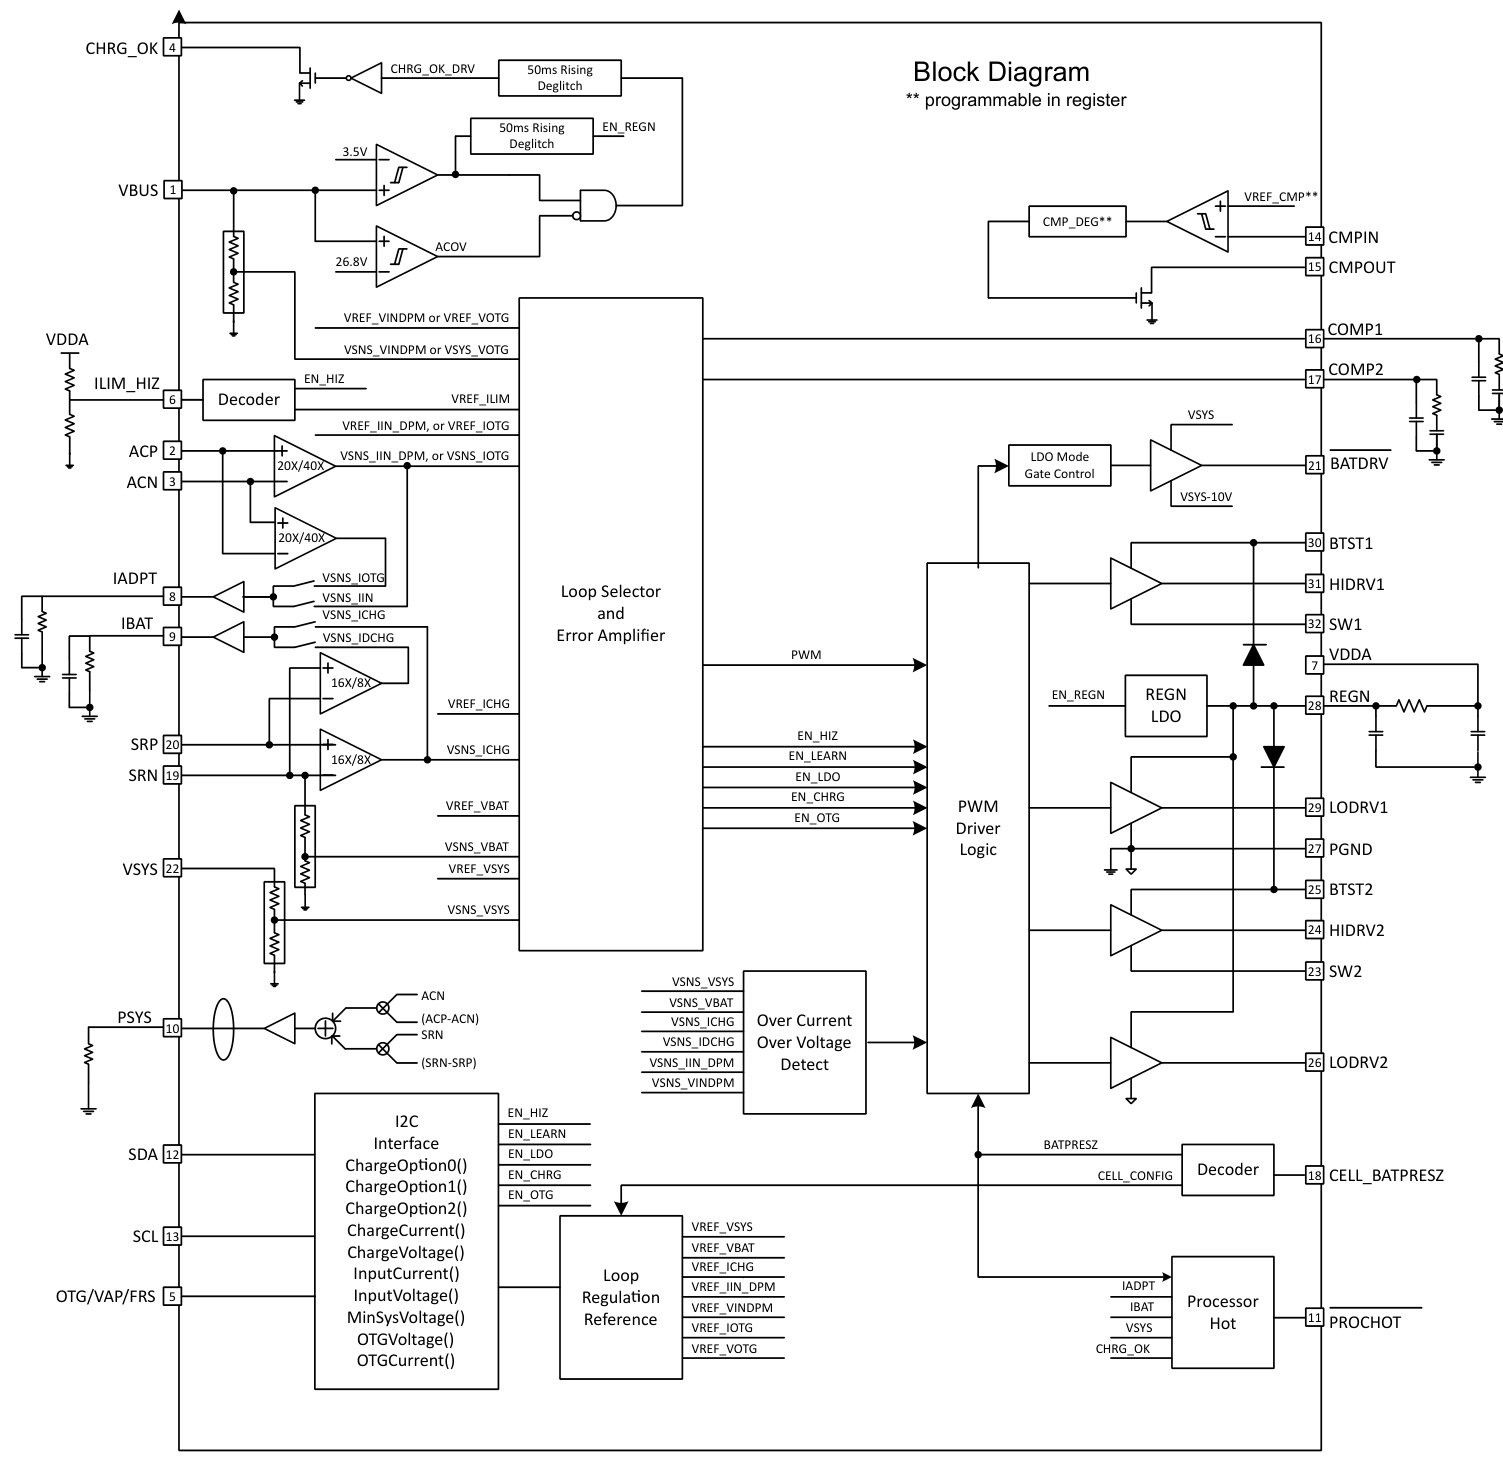 Block Diagram
** programmable in register
CHRG_OK
4
CHRG_OK_DRV
50ms Rising
Deglitch
50ms Rising
Deglitch
EN_REGN
3.5V
VBUS
1
ACOV
26.8V
VREF_CMP**
CMP_DEG**
14
CMPIN
15
CMPOUT
VREF_VINDPM or VREF_VOTG
VSNS_VINDPM or VSYS_VOTG
VDDA
ILIM_HIZ
6
Decoder
EN_HIZ
VREF_ILIM
VREF_IIN_DPM, or VREF_IOTG
ACP
2
20X/40X
VSNS_IIN_DPM, or VSNS_IOTG
ACN
3
20X/40X
IADPT
8
VSNS_IOTG
VSNS_IIN
IBAT
9
VSNS_ICHG
VSNS_IDCHG
16X/8X
VREF_ICHG
SRP
20
16X/8X
VSNS_ICHG
SRN
19
VREF_VBAT
VSNS_VBAT
VSYS
22
VREF_VSYS
VSNS_VSYS
Loop Selector
and
Error Amplifier
16
COMP1
17
COMP2
VSYS
LDO Mode
Gate Control
VSYS-10V
21
BATDRV
30
BTST1
31
HIDRV1
32
SW1
PWM
7
VDDA
EN_REGN
REGN
LDO
28
REGN
EN_HIZ
EN_LEARN
EN_LDO
EN_CHRG
EN_OTG
PWM
Driver
Logic
29
LODRV1
27
PGND
25
BTST2
24
HIDRV2
23
SW2
26
LODRV2
VSNS_VSYS
VSNS_VBAT
VSNS_ICHG
VSNS_IDCHG
VSNS_IIN_DPM
VSNS_VINDPM
Over Current
Over Voltage
Detect
PSYS
10
ACN
(ACP-ACN)
SRN
(SRN-SRP)
SDA
12
SCL
13
OTG/VAP/FRS
5
I2C
Interface
ChargeOption0()
ChargeOption1()
ChargeOption2()
ChargeCurrent()
ChargeVoltage()
InputCurrent()
InputVoltage()
MinSysVoltage()
OTGVoltage()
OTGCurrent()
EN_HIZ
EN_LEARN
EN_LDO
EN_CHRG
EN_OTG
Loop
Regulation
Reference
VREF_VSYS
VREF_VBAT
VREF_ICHG
VREF_IIN_DPM
VREF_VINDPM
VREF_IOTG
VREF_VOTG
BATPRESZ
CELL_CONFIG
Decoder
18
CELL_BATPRESZ
IADPT
IBAT
VSYS
CHRG_OK
Processor
Hot
11
PROCHOT